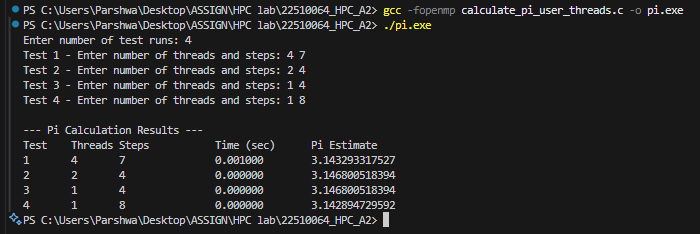 PS C:\Users\Parshwa\Desktop\ASSIGN\HPC lab\22510064_HPC_A2> gcc -fopenmp calculate_pi_user_threads.c -o pi.exe
PS C:\Users\Parshwa\Desktop\ASSIGN\HPC lab\22510064_HPC_A2> ./pi.exe
Enter number of test runs: 4
Test 1 - Enter number of threads and steps: 4 7
Test 2 - Enter number of threads and steps: 2 4
Test 3 - Enter number of threads and steps: 1 4
Test 4 - Enter number of threads and steps: 1 8
--- Pi Calculation Results ---
Test Threads Steps Time (sec) Pi Estimate
1 4 7 0.001000 3.143293317527
2 2 4 0.000000 3.146800518394
3 1 4 0.000000 3.146800518394
4 1 8 0.000000 3.142894729592
PS C:\Users\Parshwa\Desktop\ASSIGN\HPC lab\22510064_HPC_A2>